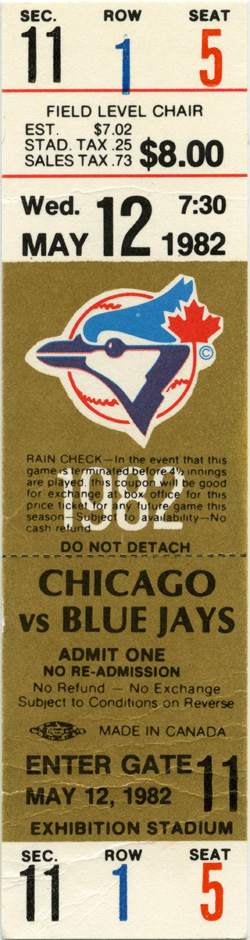 SEC. ROW SEAT
11 1 5
FIELD LEVEL CHAIR
EST. $7.02
STAD. TAX .25
SALES TAX .73 $8.00
Wed. 12 7:30
MAY 1982
©
RAIN CHECK—In the event that this
game is terminated before 4½ innings
are played, this coupon will be good
for exchange at box office for this
price ticket for any future game this
season—Subject to availability—No
cash refund
1982
DO NOT DETACH
CHICAGO
vs BLUE JAYS
ADMIT ONE
NO RE-ADMISSION
No Refund — No Exchange
Subject to Conditions on Reverse
MADE IN CANADA
ENTER GATE 11
MAY 12, 1982
EXHIBITION STADIUM
SEC. ROW SEAT
11 1 5